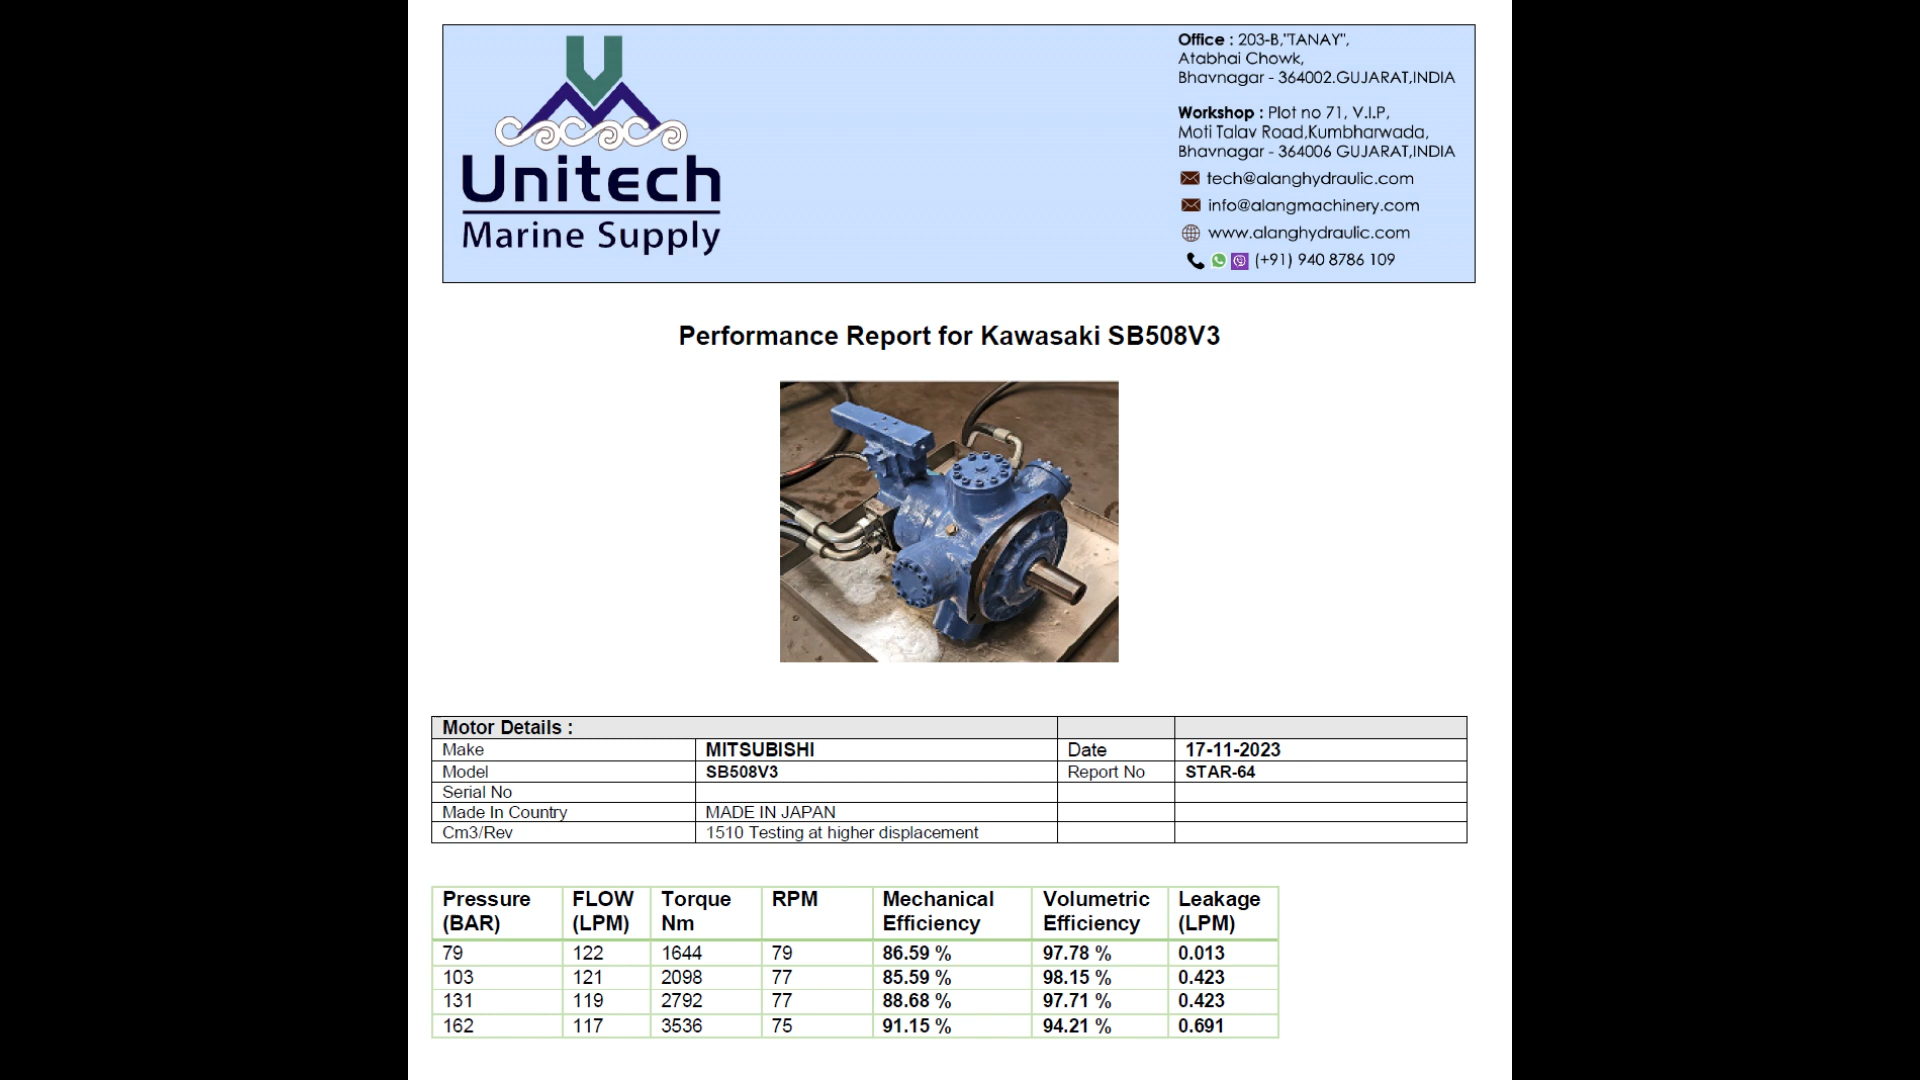 Unitech
Marine Supply
Office : 203-B,"TANAY",
Atabhai Chowk,
Bhavnagar - 364002.GUJARAT,INDIA
Workshop : Plot no 71, V.I.P,
Moti Talav Road,Kumbharwada,
Bhavnagar - 364006 GUJARAT,INDIA
tech@alanghydraulic.com
info@alangmachinery.com
www.alanghydraulic.com
(+91) 940 8786 109
Performance Report for Kawasaki SB508V3
Motor Details :
Make MITSUBISHI Date 17-11-2023
Model SB508V3 Report No STAR-64
Serial No
Made In Country MADE IN JAPAN
Cm3/Rev 1510 Testing at higher displacement
Pressure FLOW Torque RPM Mechanical Volumetric Leakage
(BAR) (LPM) Nm Efficiency Efficiency (LPM)
79 122 1644 79 86.59 % 97.78 % 0.013
103 121 2098 77 85.59 % 98.15 % 0.423
131 119 2792 77 88.68 % 97.71 % 0.423
162 117 3536 75 91.15 % 94.21 % 0.691